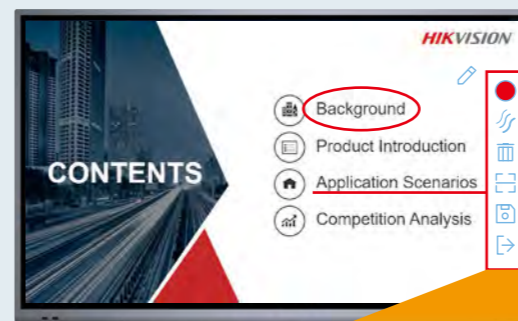 HIKVISION
CONTENTS
Background
Product Introduction
Application Scenarios
Competition Analysis